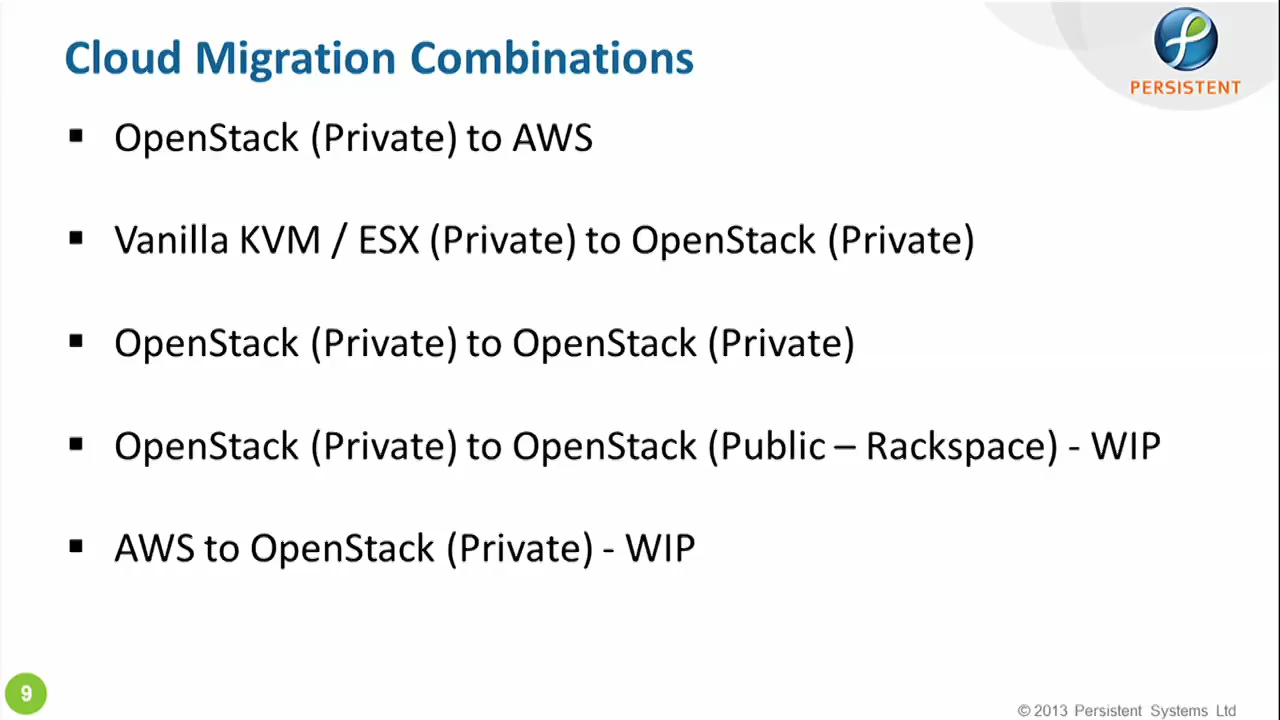 Cloud Migration Combinations
PERSISTENT
▪ OpenStack (Private) to AWS
▪ Vanilla KVM / ESX (Private) to OpenStack (Private)
▪ OpenStack (Private) to OpenStack (Private)
▪ OpenStack (Private) to OpenStack (Public – Rackspace) - WIP
▪ AWS to OpenStack (Private) - WIP
9
© 2013 Persistent Systems Ltd